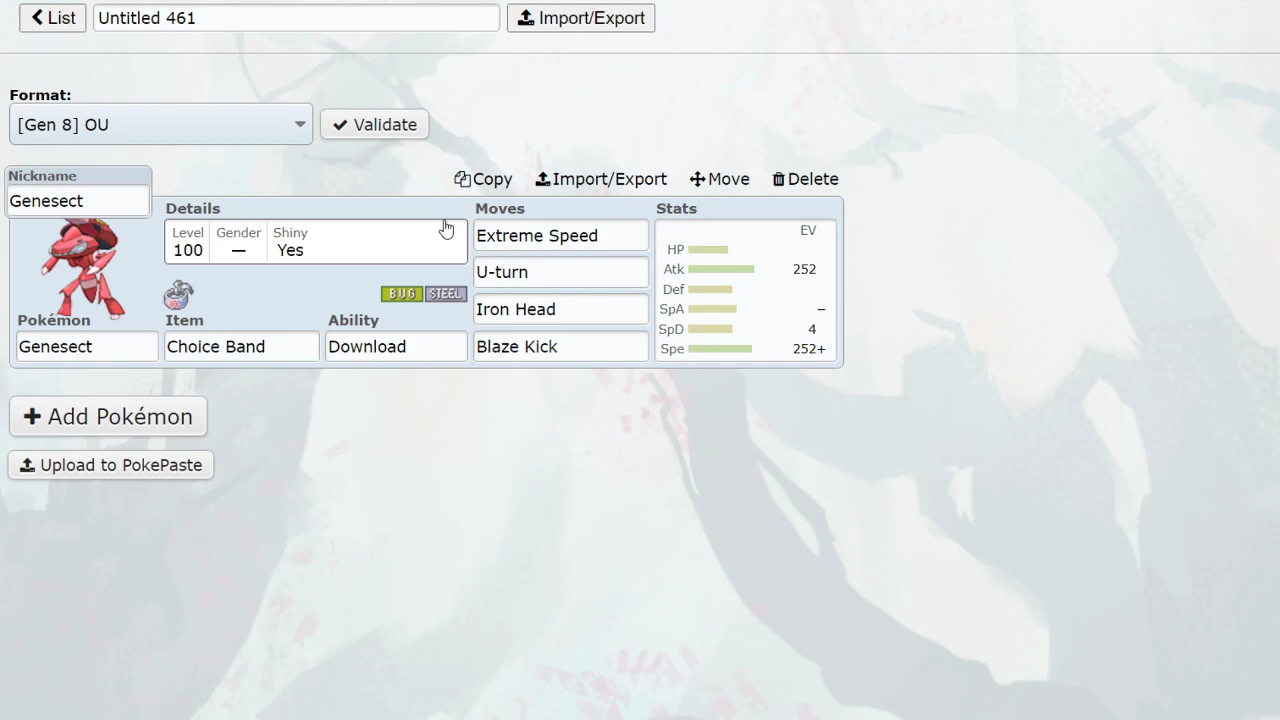 List
Untitled 461
Import/Export
Format:
[Gen 8] OU
Validate
Nickname
Genesect
Copy
Import/Export
Move
Delete
Details
Level
100
Gender
—
Shiny
Yes
BUG
STEEL
Pokémon
Genesect
Item
Choice Band
Ability
Download
Moves
Extreme Speed
U-turn
Iron Head
Blaze Kick
Stats
EV
HP
Atk 252
Def
SpA –
SpD 4
Spe 252+
Add Pokémon
Upload to PokePaste